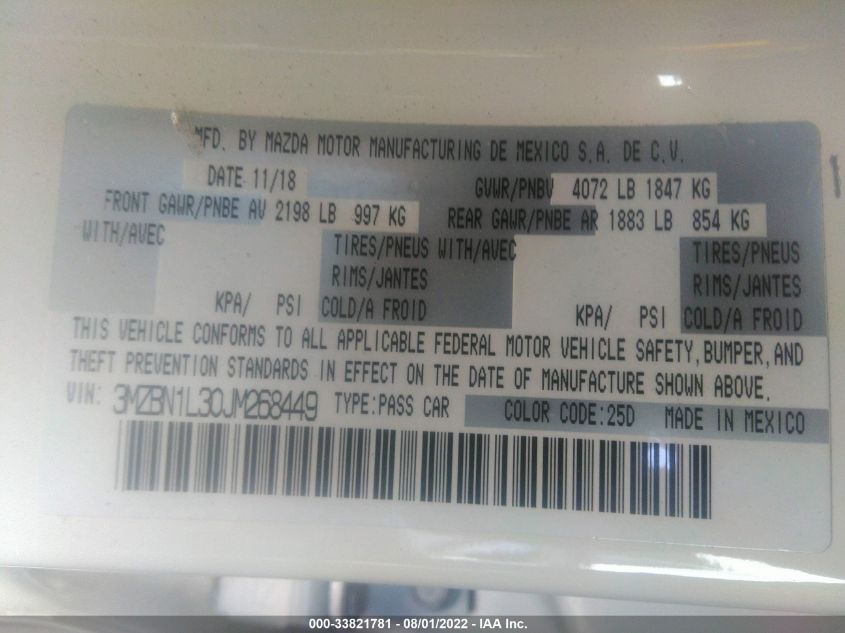 MFD. BY MAZDA MOTOR MANUFACTURING DE MEXICO S.A. DE C.V.
DATE 11/18 GVWR/PNBV 4072 LB 1847 KG
FRONT GAWR/PNBE AV 2198 LB 997 KG REAR GAWR/PNBE AR 1883 LB 854 KG
WITH/AVEC TIRES/PNEUS WITH/AVEC TIRES/PNEUS
RIMS/JANTES RIMS/JANTES
KPA/ PSI COLD/A FROID KPA/ PSI COLD/A FROID
THIS VEHICLE CONFORMS TO ALL APPLICABLE FEDERAL MOTOR VEHICLE SAFETY, BUMPER, AND
THEFT PREVENTION STANDARDS IN EFFECT ON THE DATE OF MANUFACTURE SHOWN ABOVE.
VIN: 3MZBN1L30JM268449 TYPE:PASS CAR COLOR CODE:25D MADE IN MEXICO
000-33821781 - 08/01/2022 - IAA Inc.